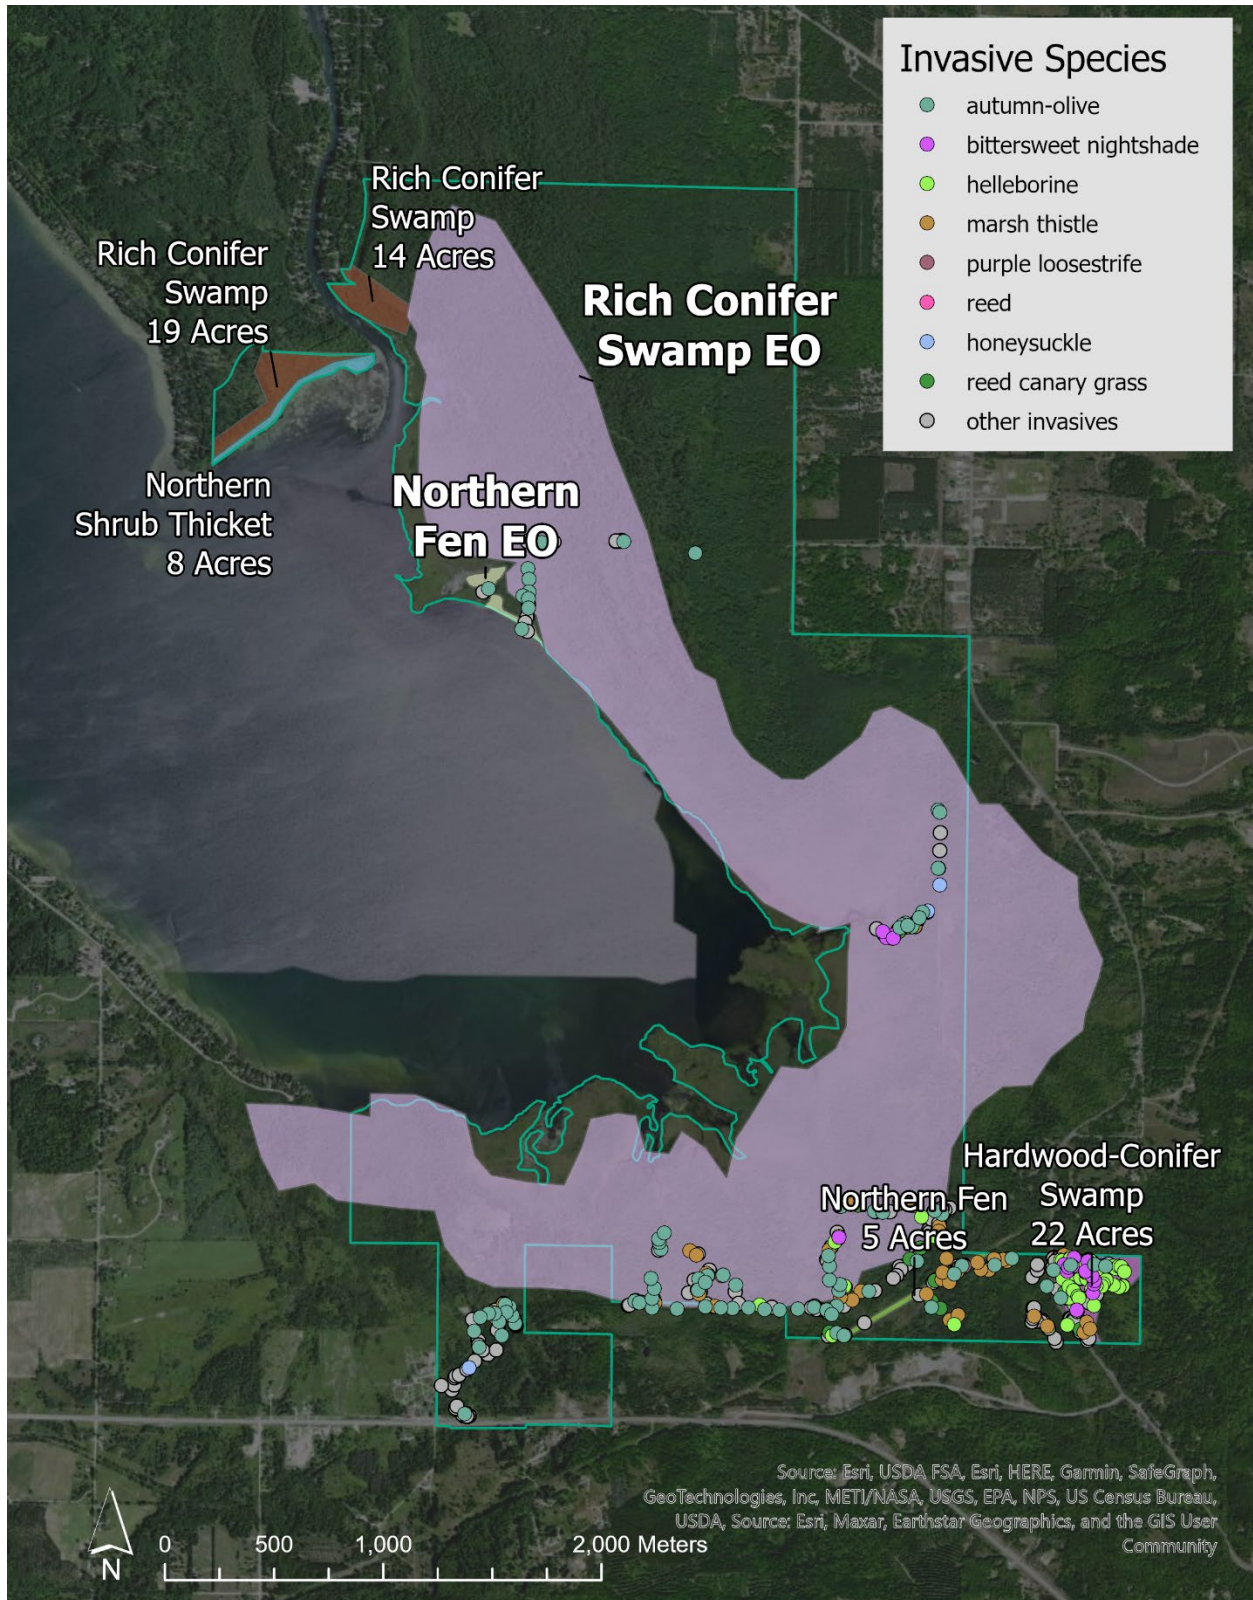 Invasive Species
autumn-olive
bittersweet nightshade
helleborine
marsh thistle
purple loosestrife
reed
honeysuckle
reed canary grass
other invasives
Rich Conifer
Swamp
14 Acres
Rich Conifer
Swamp
19 Acres
Rich Conifer
Swamp EO
Northern
Shrub Thicket
8 Acres
Northern
Fen EO
Hardwood-Conifer
Swamp
22 Acres
Northern Fen
5 Acres
Source: Esri, USDA FSA, Esri, HERE, Garmin, SafeGraph,
GeoTechnologies, Inc, METI/NASA, USGS, EPA, NPS, US Census Bureau,
USDA, Source: Esri, Maxar, Earthstar Geographics, and the GIS User
Community
N
0 500 1,000 2,000 Meters